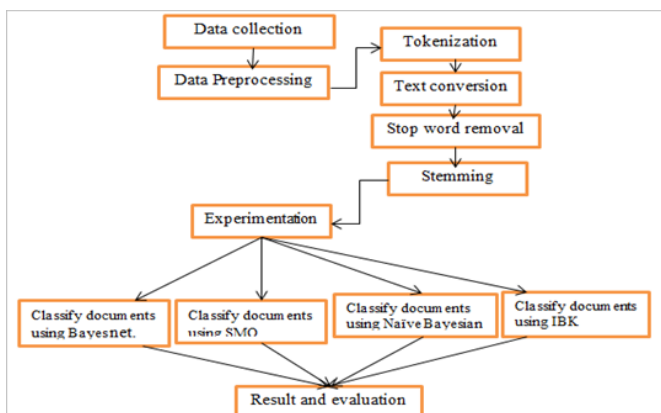 Data collection
Tokenization
Data Preprocessing
Text conversion
Stop word removal
Stemming
Experimentation
Classify documents
using Bayesnet.
Classify documents
using SMO
Classify documents
using Naïve Bayesian
Classify documents
using IBK
Result and evaluation